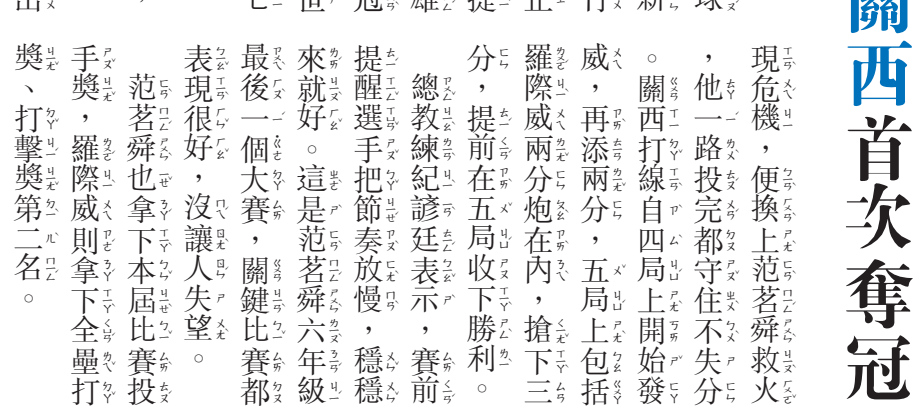 關西首次奪冠
現危機，便換上范茗舜救火
，他一路投完都守住不失分
。關西打線自四局上開始發
威，再添兩分，五局上包括
羅際威兩分炮在內，搶下三
分，提前在五局收下勝利。
總教練紀諺廷表示，賽前
提醒選手把節奏放慢，穩穩
來就好。這是范茗舜六年級
最後一個大賽，關鍵比賽都
表現很好，沒讓人失望。
范茗舜也拿下本屆比賽投
手獎，羅際威則拿下全壘打
獎、打擊獎第二名。